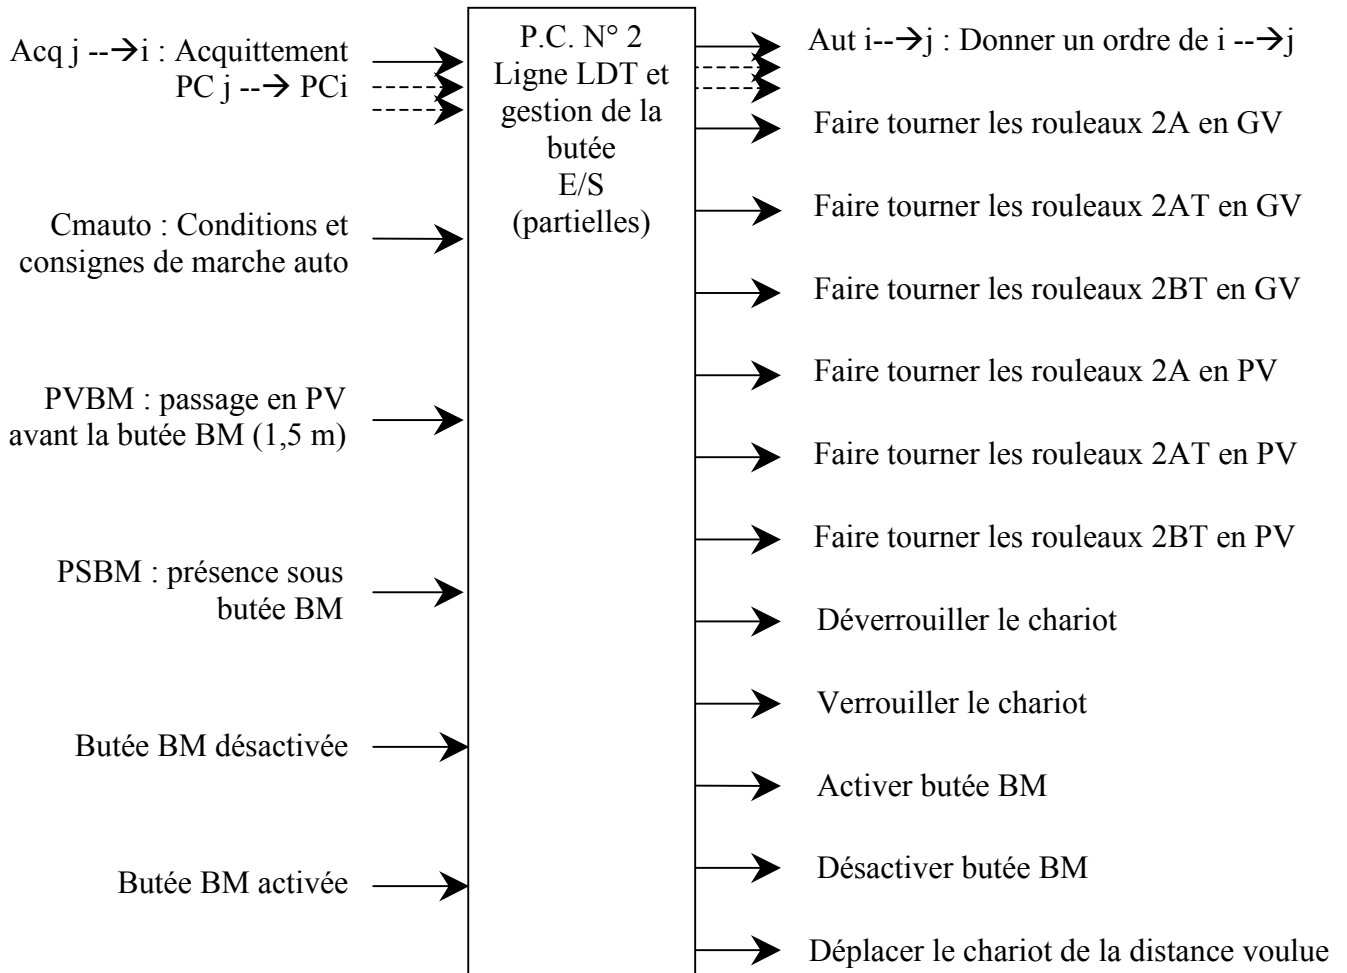 Acq j --→i : Acquittement
PC j --→ PCi
Cmauto : Conditions et
consignes de marche auto
PVBM : passage en PV
avant la butée BM (1,5 m)
PSBM : présence sous
butée BM
Butée BM désactivée
Butée BM activée
P.C. N° 2
Ligne LDT et
gestion de la
butée
E/S
(partielles)
Aut i--→j : Donner un ordre de i --→j
Faire tourner les rouleaux 2A en GV
Faire tourner les rouleaux 2AT en GV
Faire tourner les rouleaux 2BT en GV
Faire tourner les rouleaux 2A en PV
Faire tourner les rouleaux 2AT en PV
Faire tourner les rouleaux 2BT en PV
Déverrouiller le chariot
Verrouiller le chariot
Activer butée BM
Désactiver butée BM
Déplacer le chariot de la distance voulue